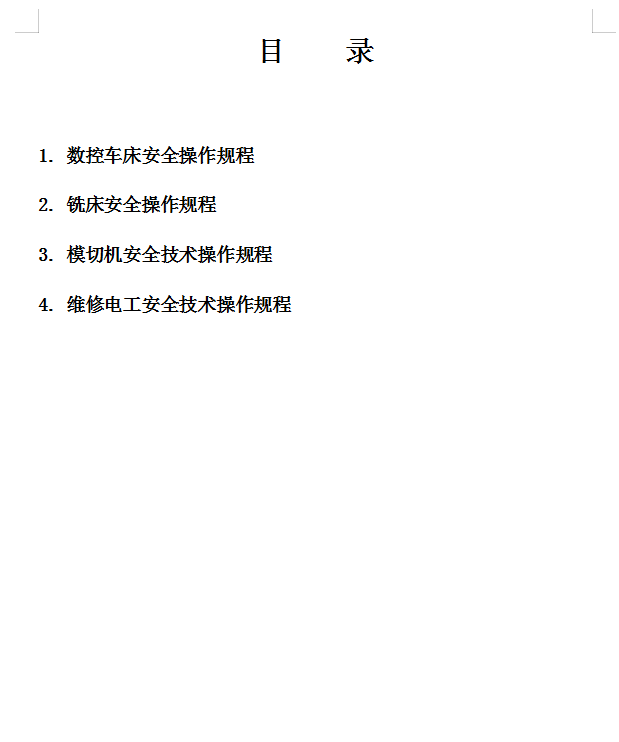 目 录
1. 数控车床安全操作规程
2. 铣床安全操作规程
3. 模切机安全技术操作规程
4. 维修电工安全技术操作规程